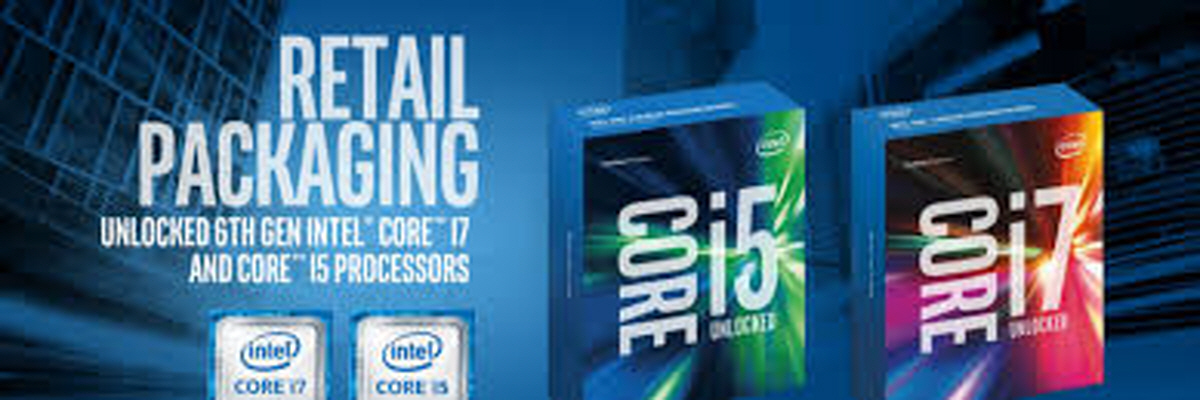 RETAIL
PACKAGING
UNLOCKED 6TH GEN INTEL™ CORE™ I7
AND CORE™ I5 PROCESSORS
intel
CORE i7
intel
CORE i5
intel
CORE i5
UNLOCKED
intel
CORE i7
UNLOCKED